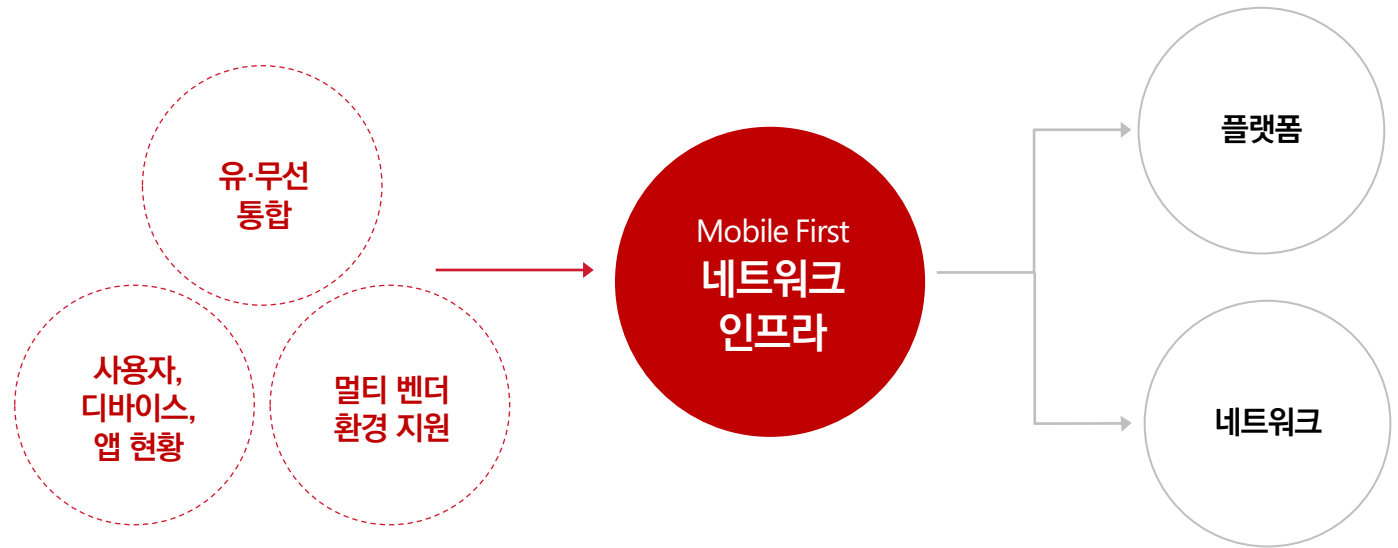 유·무선
통합
사용자,
디바이스,
앱 현황
멀티 벤더
환경 지원
Mobile First
네트워크
인프라
플랫폼
네트워크